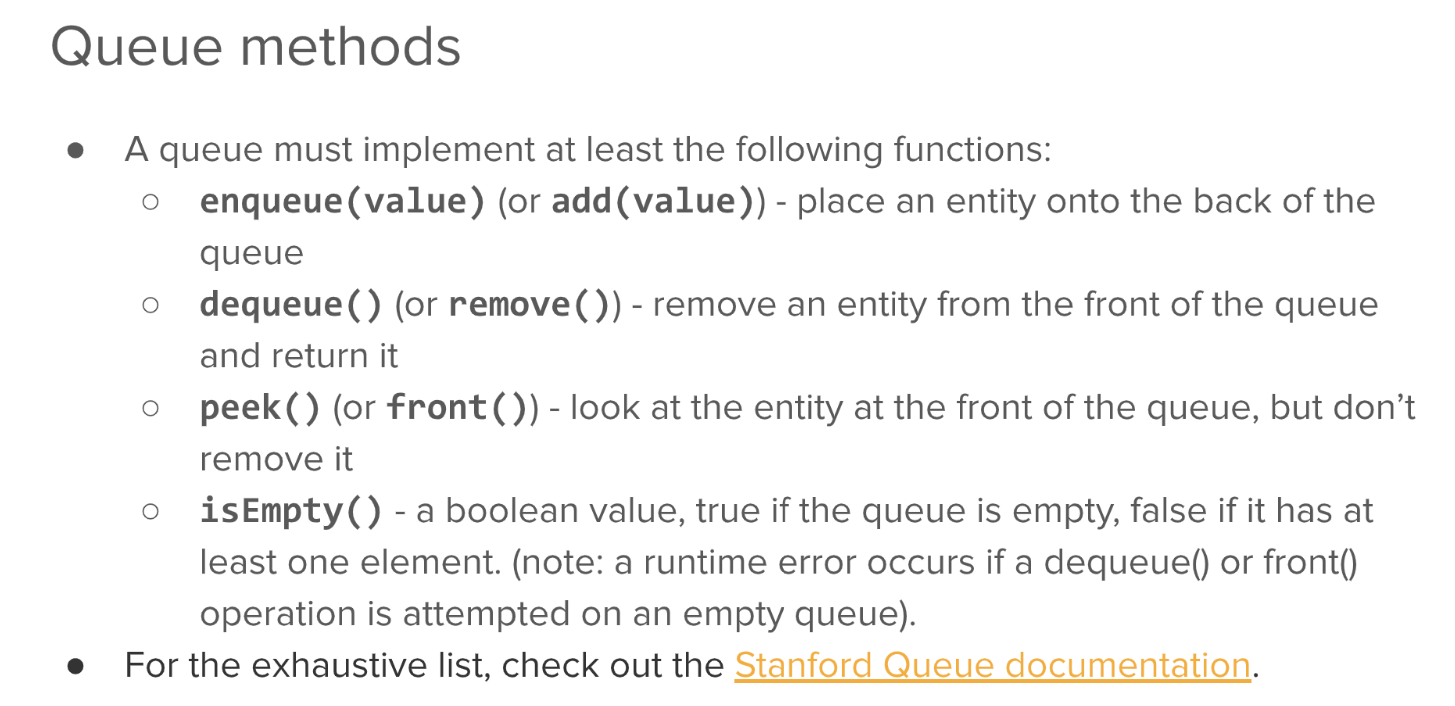 Queue methods
● A queue must implement at least the following functions:
○ enqueue(value) (or add(value)) - place an entity onto the back of the
queue
○ dequeue() (or remove()) - remove an entity from the front of the queue
and return it
○ peek() (or front()) - look at the entity at the front of the queue, but don’t
remove it
○ isEmpty() - a boolean value, true if the queue is empty, false if it has at
least one element. (note: a runtime error occurs if a dequeue() or front()
operation is attempted on an empty queue).
● For the exhaustive list, check out the Stanford Queue documentation.